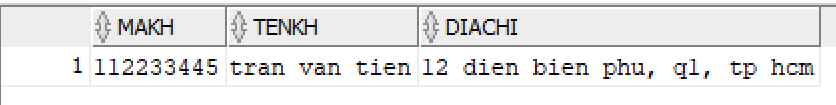 MAKH TENKH DIACHI
1 112233445 tran van tien 12 dien bien phu, q1, tp hcm